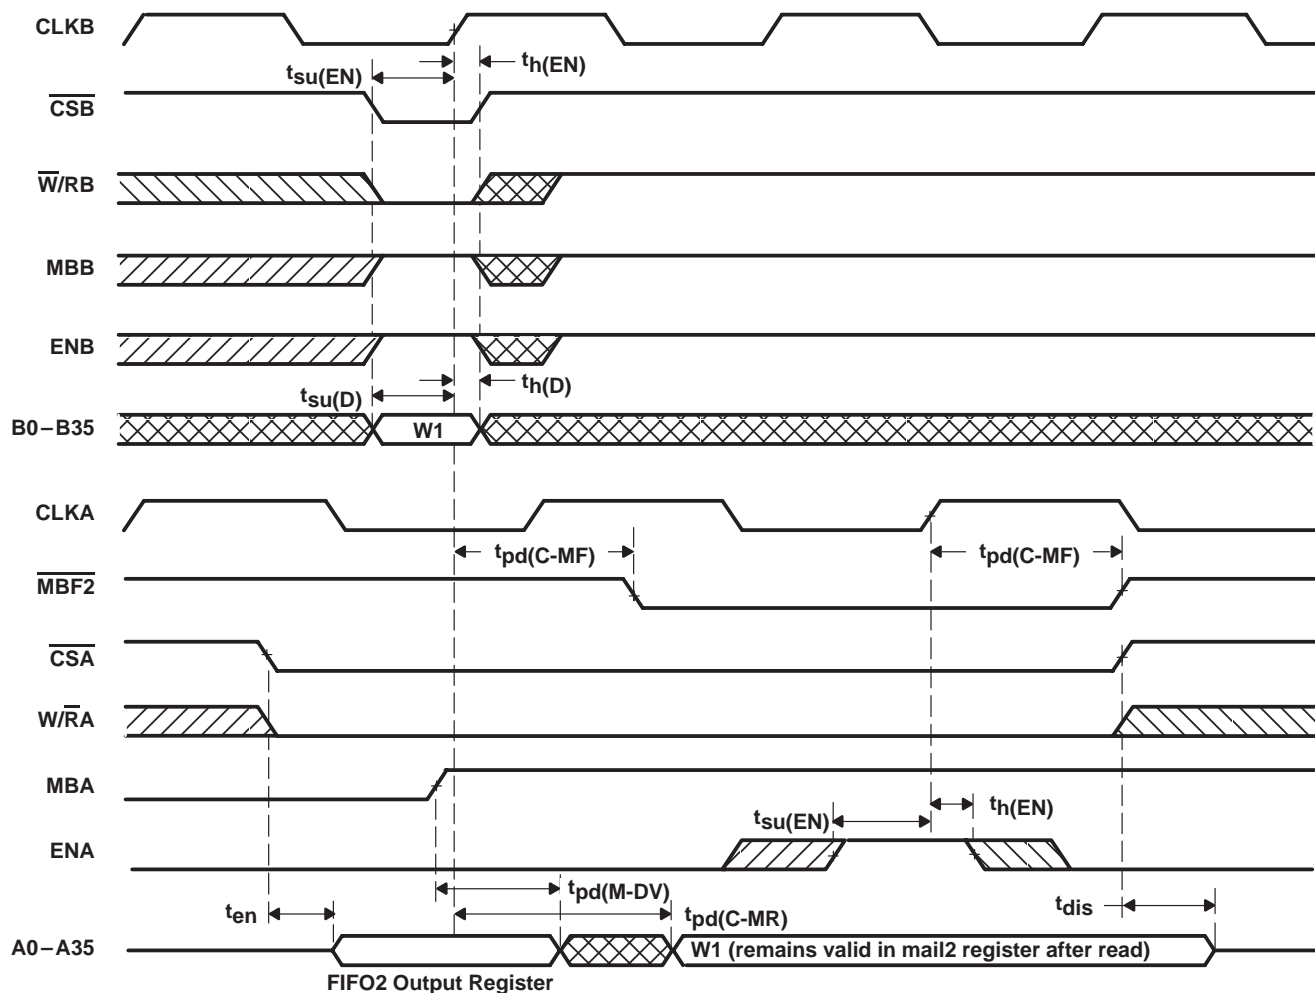 CLKB
tsu(EN) th(EN)
CSB
W/RB
MBB
ENB
tsu(D) th(D)
B0–B35 W1
CLKA
tpd(C-MF) tpd(C-MF)
MBF2
CSA
W/RA
MBA
tsu(EN) th(EN)
ENA
ten tpd(M-DV) tpd(C-MR) tdis
A0–A35 W1 (remains valid in mail2 register after read)
FIFO2 Output Register